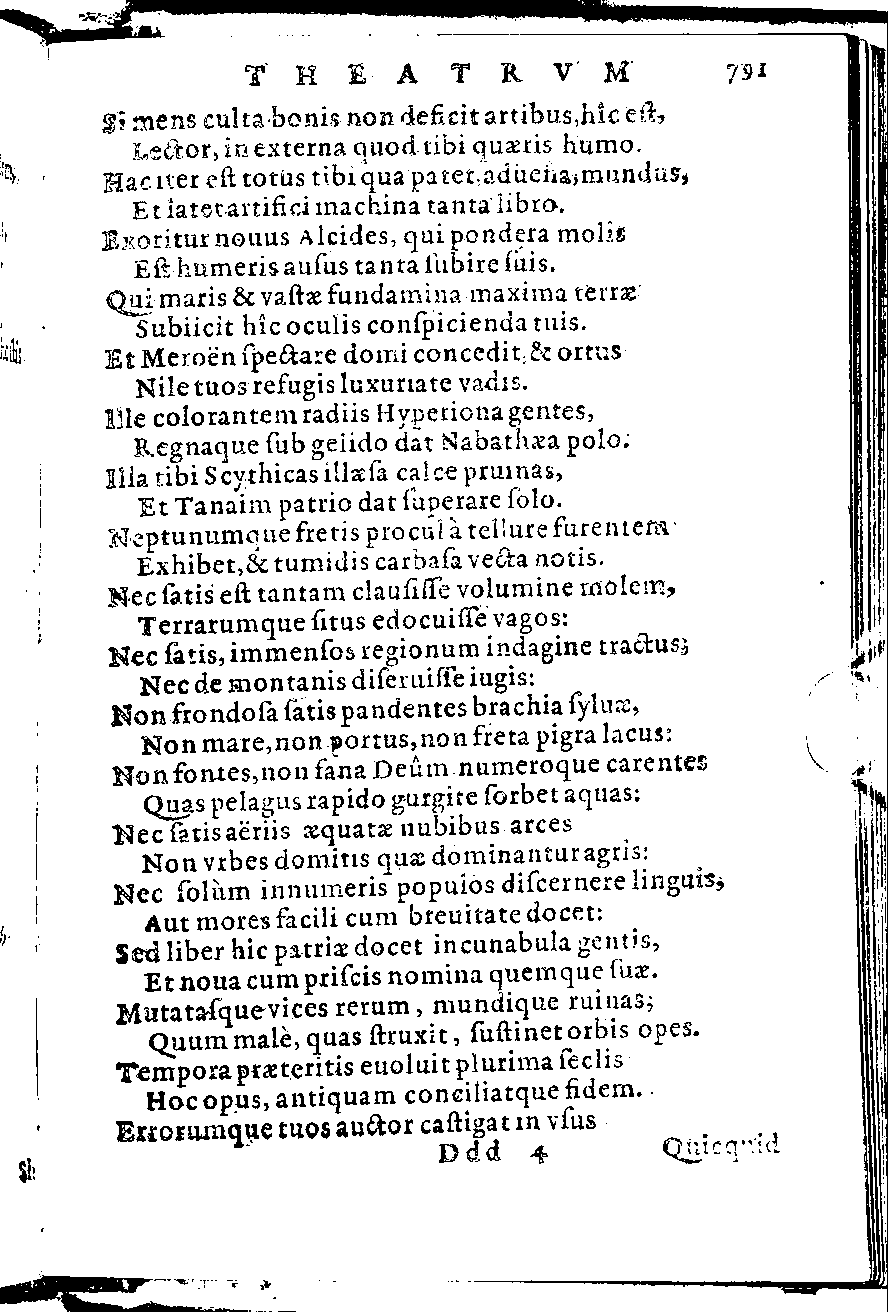 THEATRVM 791
Si mens culta bonis non deficit artibus, hîc eſt,
Lector, in externa quod tibi quæris humo.
Hac iter eſt totus tibi qua patet, aduena, mundus,
Et latet artifici machina tanta libro.
Exoritur nouus Alcides, qui pondera molis
Eſt humeris auſus tanta ſubire ſuis.
Qui maris & vaſtæ fundamina maxima terræ
Subiicit hîc oculis conſpicienda tuis.
Et Meroën ſpectare domi concedit, & ortus
Nile tuos refugis luxuriate vadis.
Ille colorantem radiis Hyperiona gentes,
Regnaque ſub gelido dat Nabathæa polo.
Illa tibi Scythicas illæſa calce pruinas,
Et Tanaim patrio dat ſuperare ſolo.
Neptunumque fretis procul à tellure furentem
Exhibet, & tumidis carbaſa vecta notis.
Nec ſatis eſt tantam clauſiſſe volumine molem,
Terrarumque ſitus edocuiſſe vagos:
Nec ſatis, immenſos regionum indagine tractus;
Nec de montanis diſeruiſſe iugis:
Non frondoſa ſatis pandentes brachia ſyluæ,
Non mare, non portus, non freta pigra lacus:
Non fontes, non fana Deûm numeroque carentes
Quas pelagus rapido gurgite ſorbet aquas:
Nec ſatis aëriis æquatæ nubibus arces
Non vrbes domitis quæ dominantur agris:
Nec ſolùm innumeris populos diſcernere linguis,
Aut mores facili cum breuitate docet:
Sed liber hic patriæ docet incunabula gentis,
Et noua cum priſcis nomina quemque ſuæ.
Mutataſque vices rerum, mundique ruinas;
Quum malè, quas ſtruxit, ſuſtinet orbis opes.
Tempora præteritis euoluit plurima ſeclis
Hoc opus, antiquam conciliatque fidem.
Errorumque tuos auctor caſtigat in vſus
Ddd 4 Quicquid